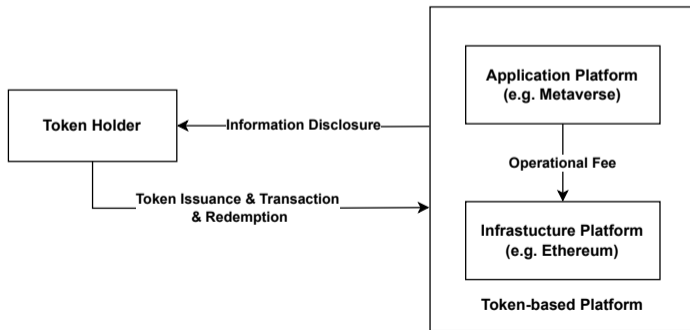 Token Holder
Information Disclosure
Token Issuance & Transaction
& Redemption
Application Platform
(e.g. Metaverse)
Operational Fee
Infrastucture Platform
(e.g. Ethereum)
Token-based Platform